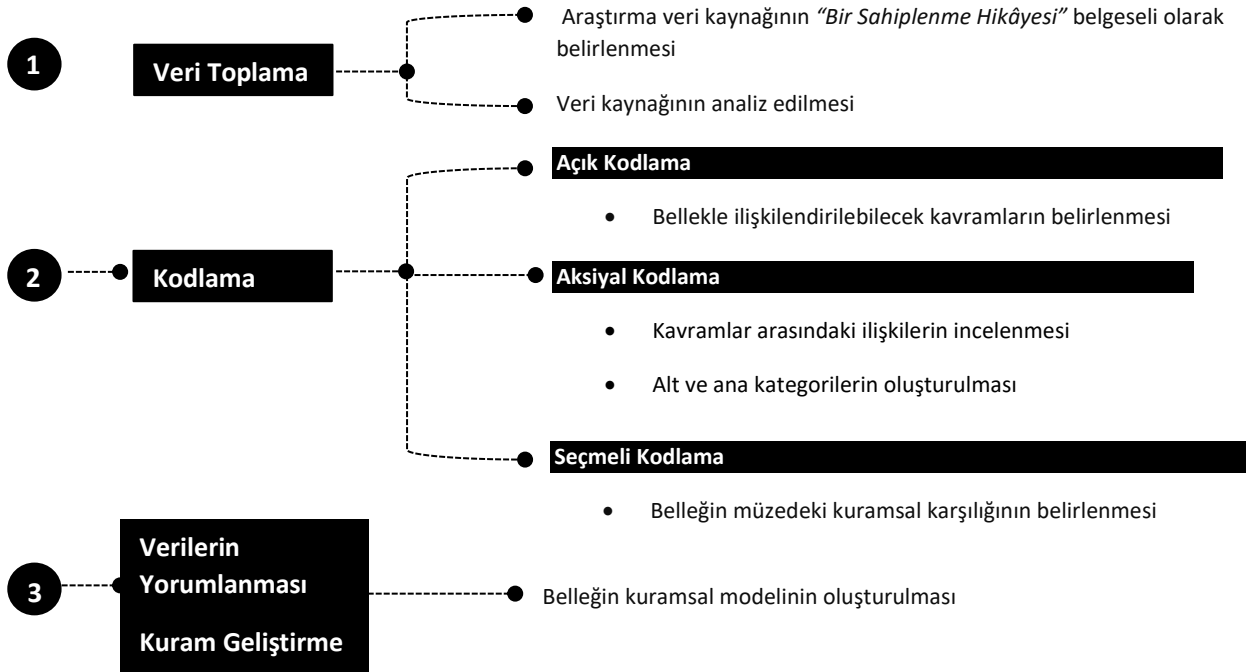 1
Veri Toplama
Araştırma veri kaynağının “Bir Sahiplenme Hikâyesi” belgeseli olarak
belirlenmesi
Veri kaynağının analiz edilmesi
2
Kodlama
Açık Kodlama
• Bellekle ilişkilendirilebilecek kavramların belirlenmesi
Aksiyal Kodlama
• Kavramlar arasındaki ilişkilerin incelenmesi
• Alt ve ana kategorilerin oluşturulması
Seçmeli Kodlama
• Belleğin müzedeki kuramsal karşılığının belirlenmesi
3
Verilerin
Yorumlanması
Kuram Geliştirme
Belleğin kuramsal modelinin oluşturulması